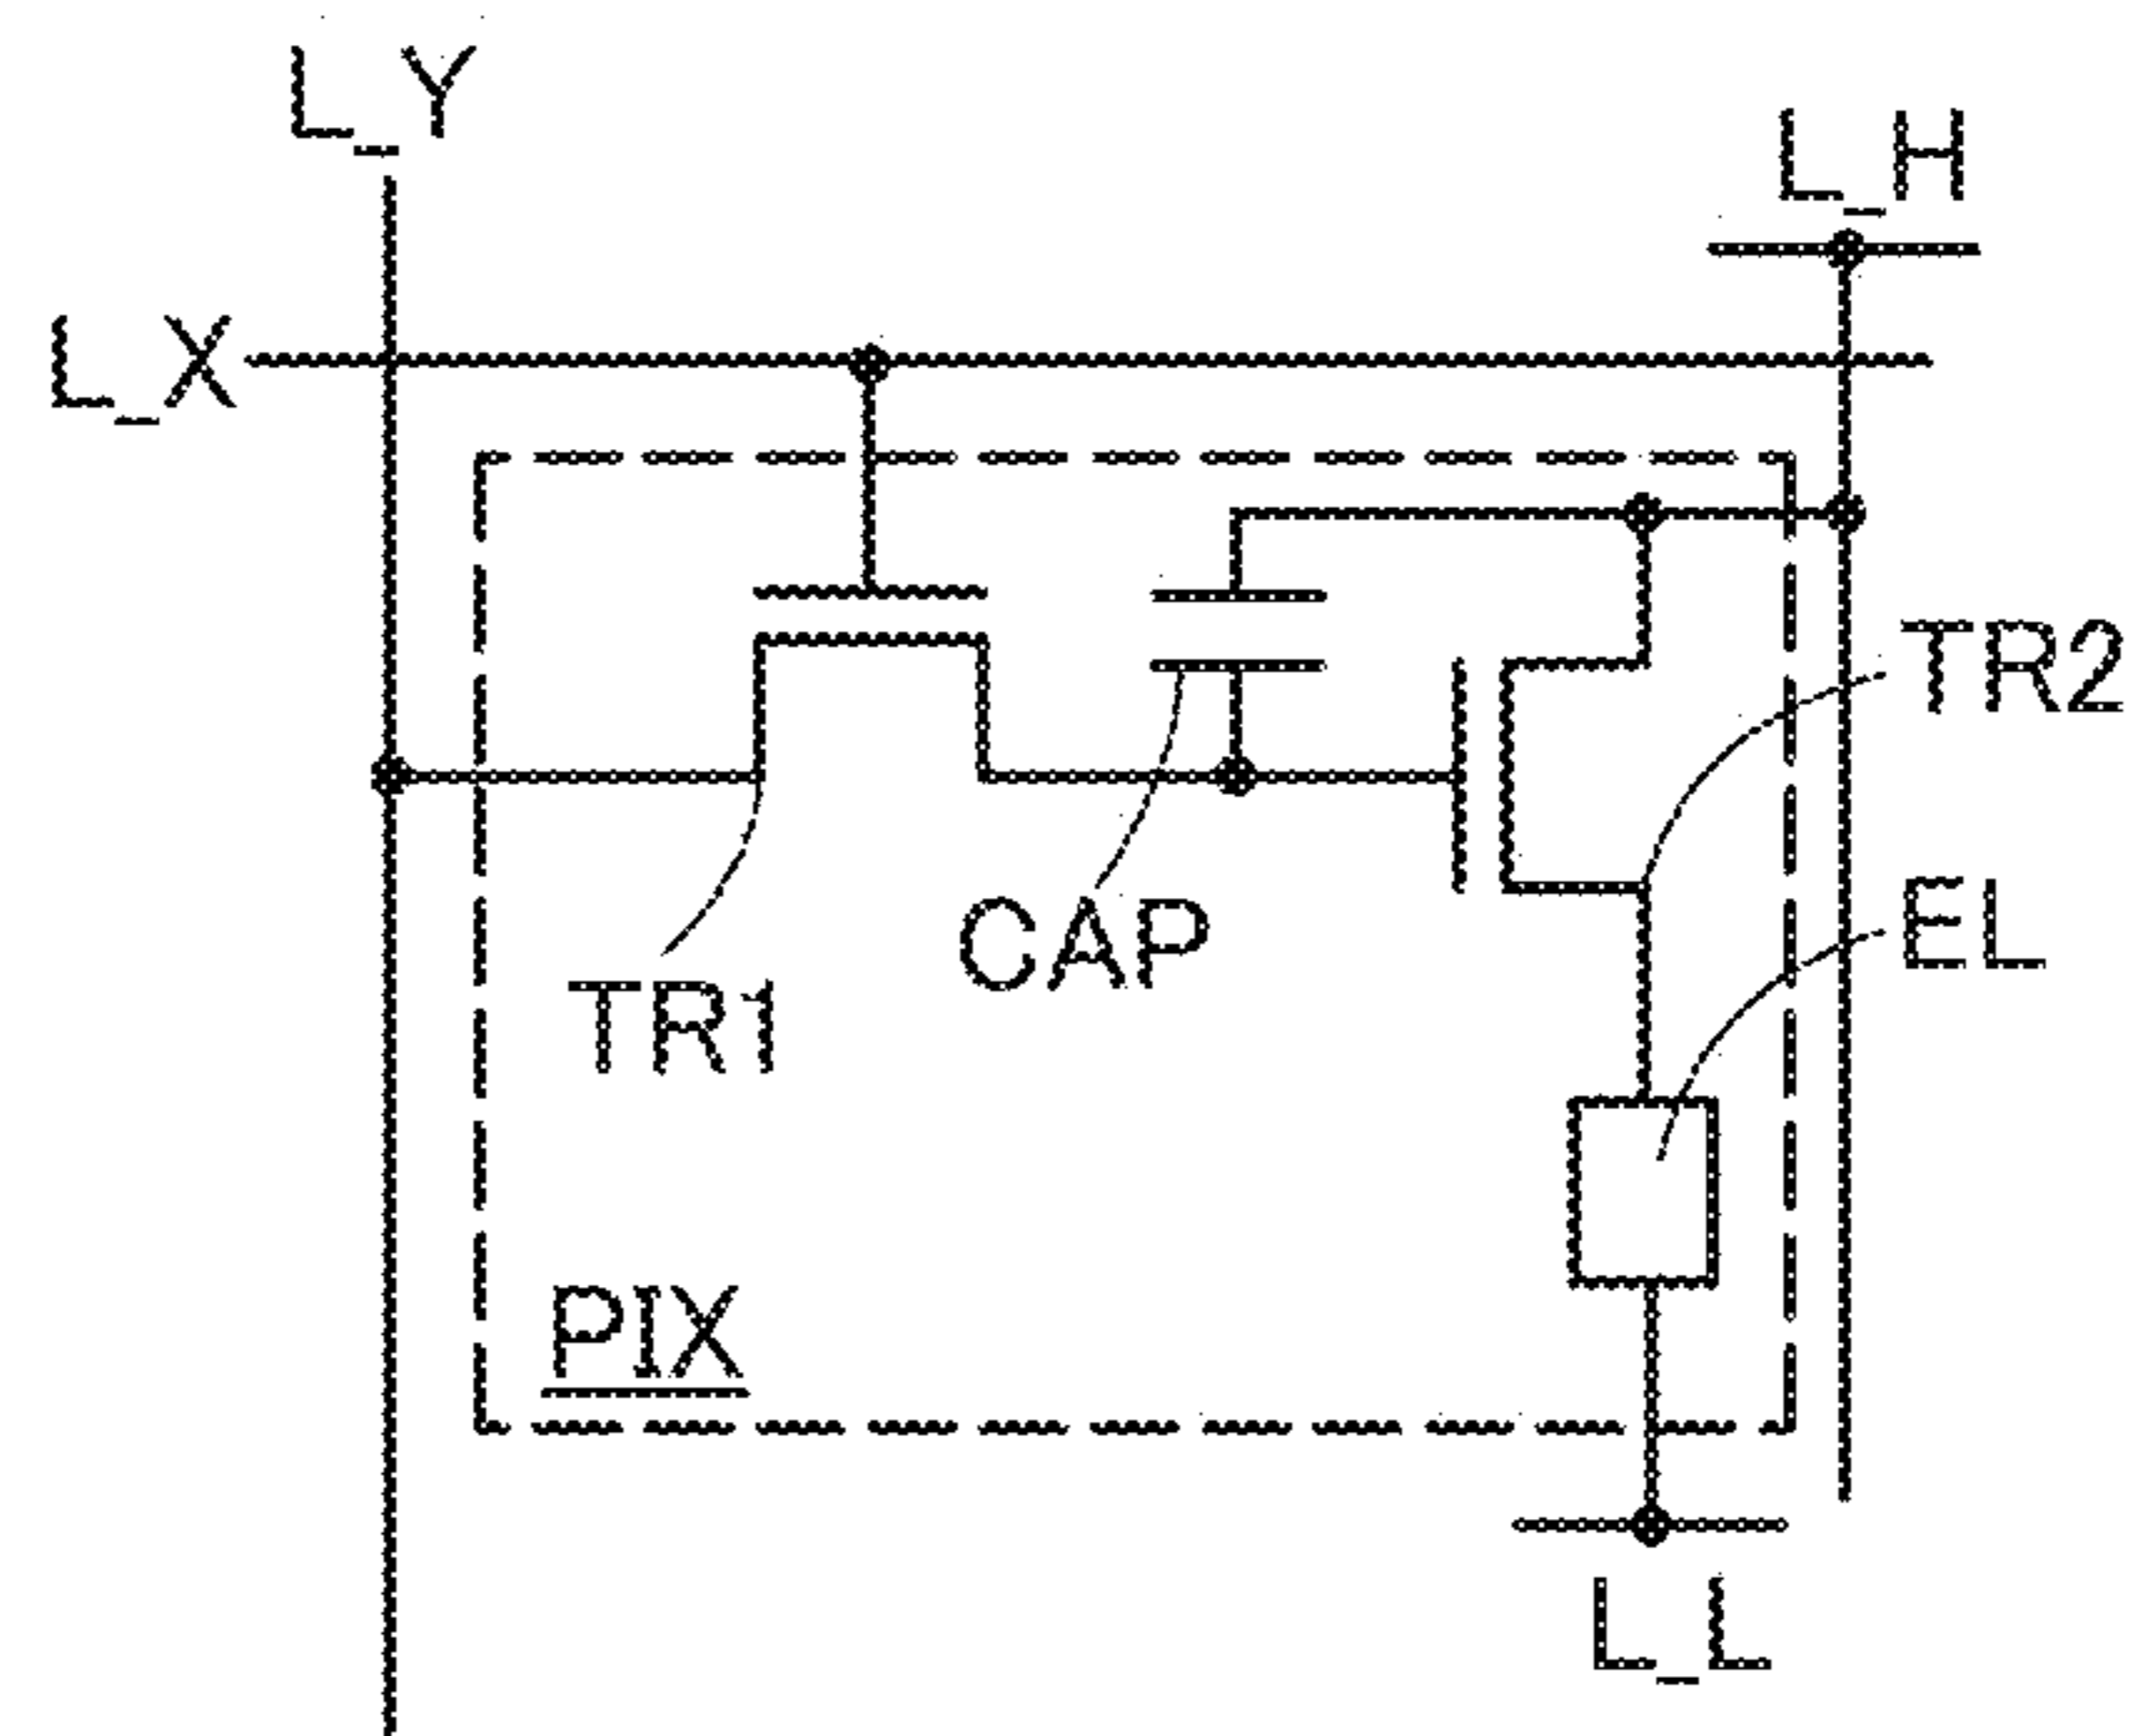 L_Y
L_H
L_X
TR2
EL
CAP
TR1
PIX
L_L